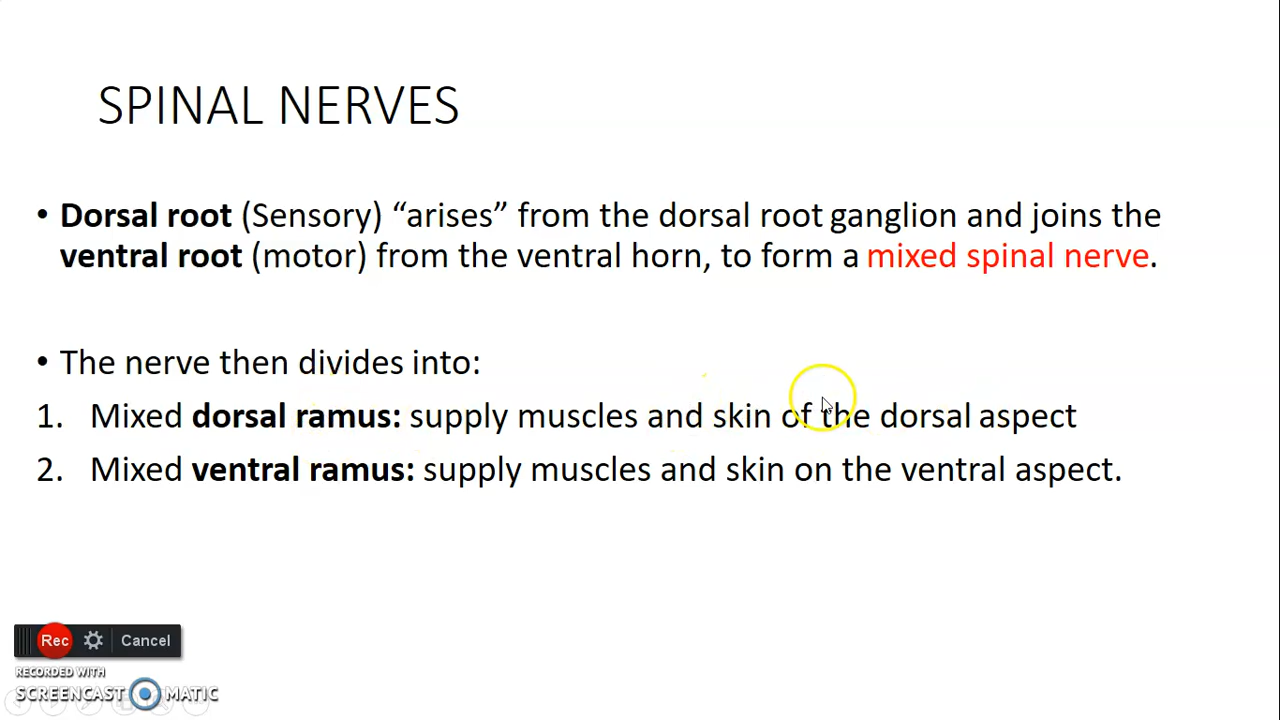 SPINAL NERVES
• Dorsal root (Sensory) “arises” from the dorsal root ganglion and joins the
ventral root (motor) from the ventral horn, to form a mixed spinal nerve.
• The nerve then divides into:
1. Mixed dorsal ramus: supply muscles and skin of the dorsal aspect
2. Mixed ventral ramus: supply muscles and skin on the ventral aspect.
Rec Cancel
RECORDED WITH
SCREENCAST MATIC